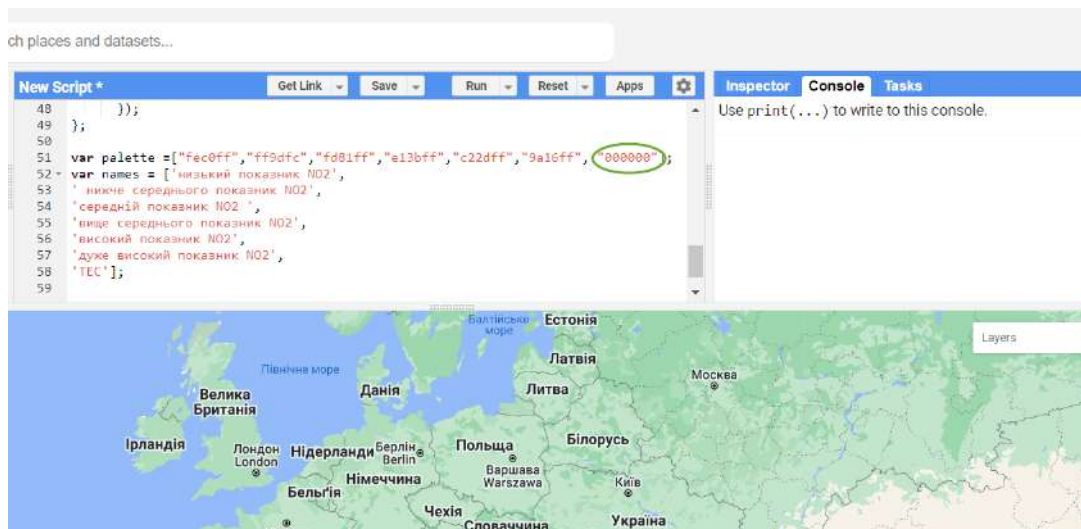 ch places and datasets...
New Script *
Get Link
Save
Run
Reset
Apps
Inspector
Console
Tasks
Use print(...) to write to this console.
48 });
49 };
50
51 var palette =["fec0ff","ff9dfc","fd81ff","e13bff","c22dff","9a16ff", "000000"];
52 var names = ['низький показник NO2',
53 ' нижче середнього показник NO2',
54 'середній показник NO2 ',
55 'вище середнього показник NO2',
56 'високий показник NO2',
57 'дуже високий показник NO2',
58 'ТЕС'];
59
Layers
Балтійське
море
Естонія
Латвія
Північне море
Москва
Данія
Литва
Велика
Британія
Ірландія
Білорусь
Лондон
London
Нідерланди
Берлін
Berlin
Польща
Варшава
Warszawa
Німеччина
Київ
Бельгія
Чехія
Словаччина
Україна